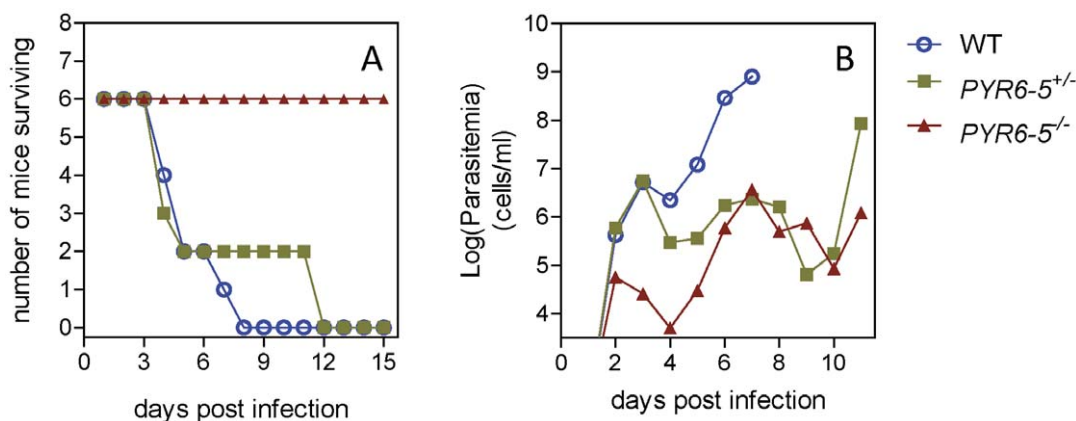 A
number of mice surviving
8
7
6
5
4
3
2
1
0
0
3
6
9
12
15
days post infection
B
Log(Parasitemia)
(cells/ml)
10
9
8
7
6
5
4
0
2
4
6
8
10
days post infection
WT
PYR6-5+/-
PYR6-5-/-